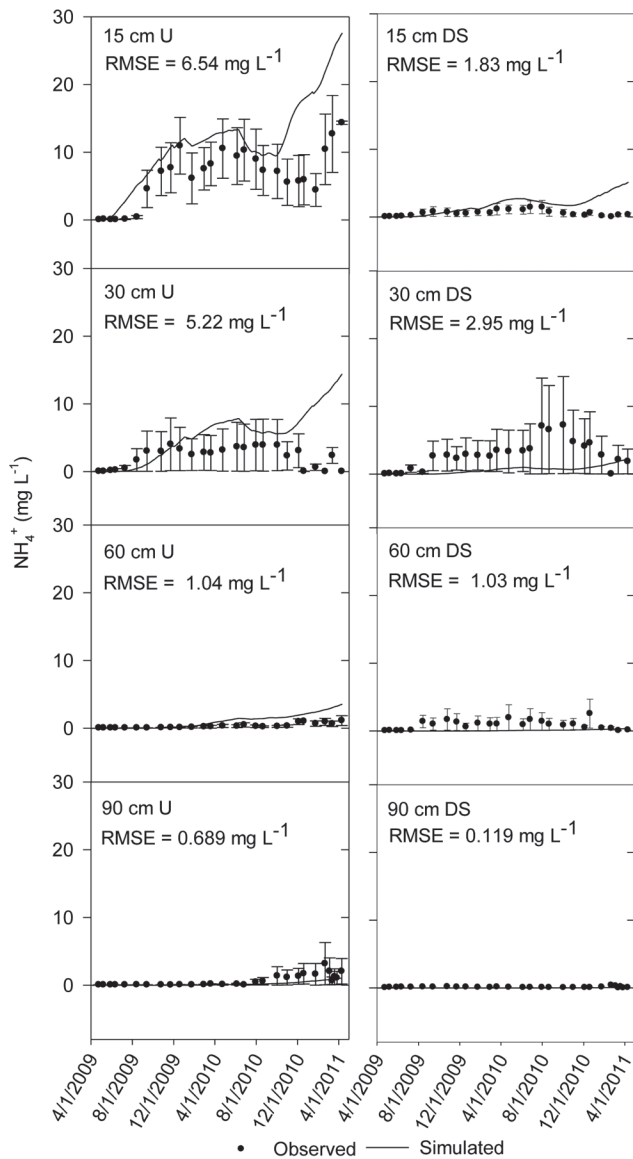 30
20
10
0
15 cm U
RMSE = 6.54 mg L⁻¹
15 cm DS
RMSE = 1.83 mg L⁻¹
30
20
10
0
30 cm U
RMSE = 5.22 mg L⁻¹
30 cm DS
RMSE = 2.95 mg L⁻¹
NH₄⁺ (mg L⁻¹)
30
20
10
0
60 cm U
RMSE = 1.04 mg L⁻¹
60 cm DS
RMSE = 1.03 mg L⁻¹
30
20
10
0
90 cm U
RMSE = 0.689 mg L⁻¹
90 cm DS
RMSE = 0.119 mg L⁻¹
4/1/2009
8/1/2009
12/1/2009
4/1/2010
8/1/2010
12/1/2010
4/1/2011
4/1/2009
8/1/2009
12/1/2009
4/1/2010
8/1/2010
12/1/2010
4/1/2011
Observed
Simulated